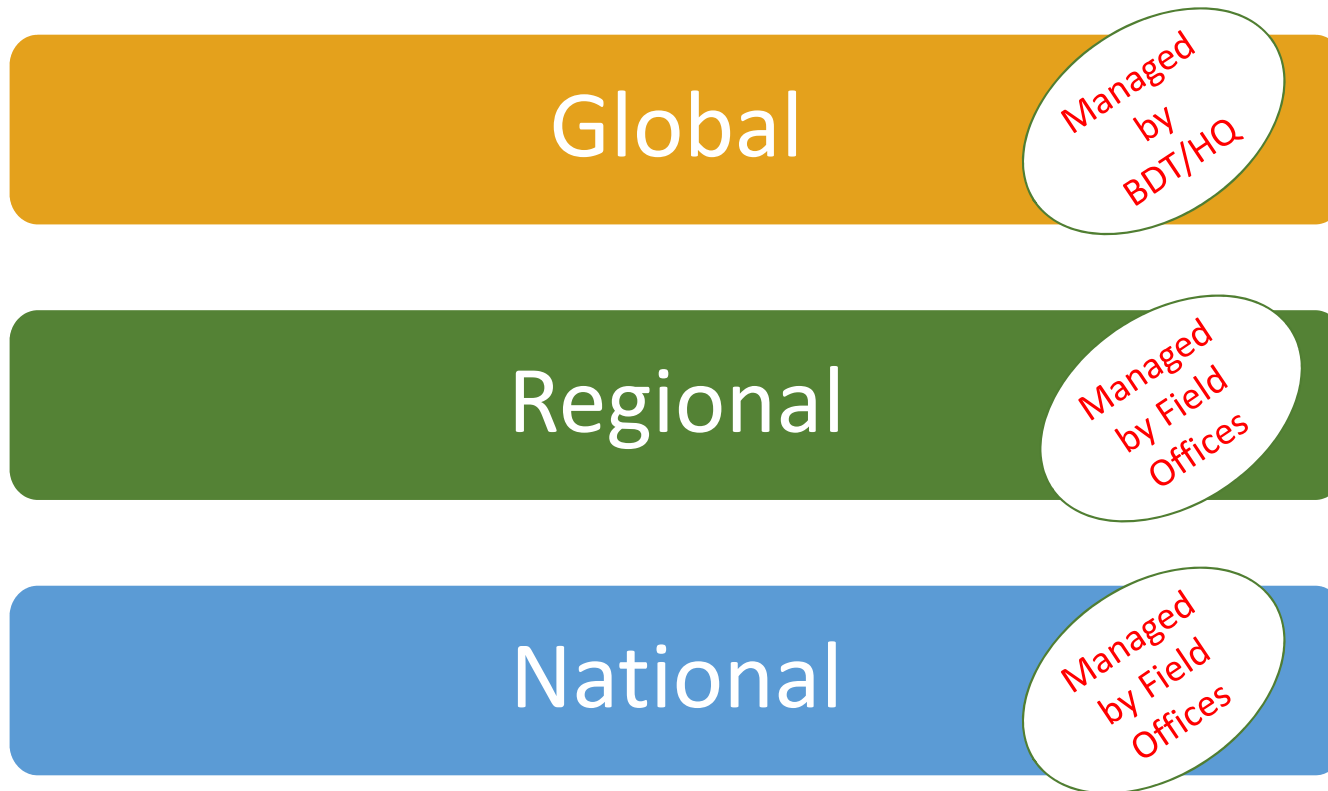 Global
Managed
by
BDT/HQ
Regional
Managed
by Field
Offices
National
Managed
by Field
Offices